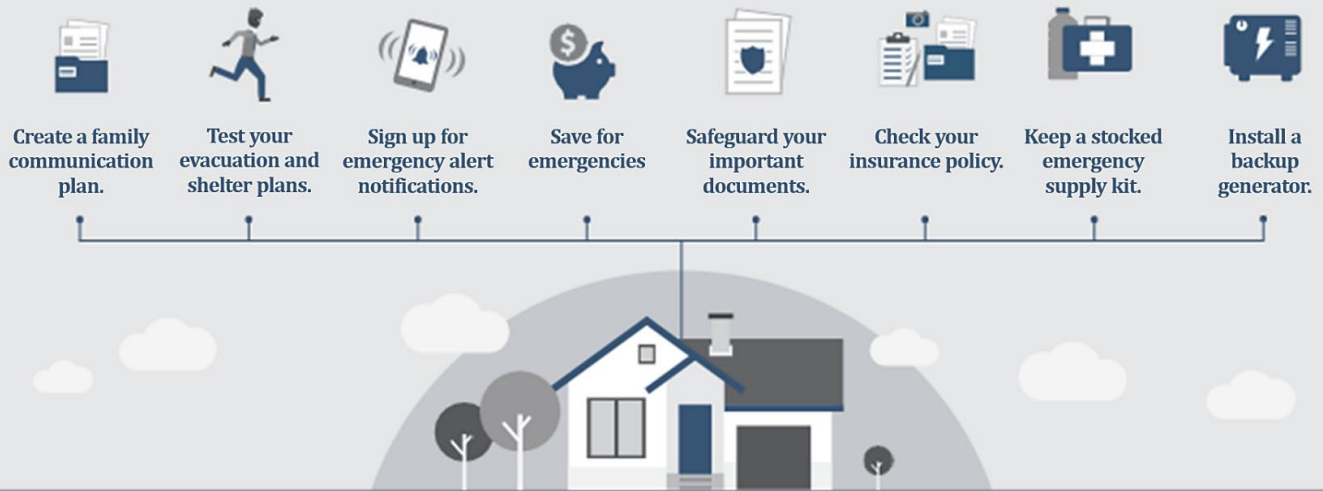 Create a family
communication
plan.
Test your
evacuation and
shelter plans.
Sign up for
emergency alert
notifications.
$
Save for
emergencies
Safeguard your
important
documents.
Check your
insurance policy.
Keep a stocked
emergency
supply kit.
Install a
backup
generator.